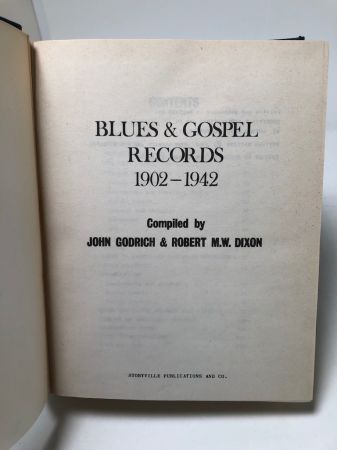 BLUES & GOSPEL
RECORDS
1902-1942
Compiled by
JOHN GODRICH & ROBERT M.W. DIXON
STORYVILLE PUBLICATIONS AND CO.